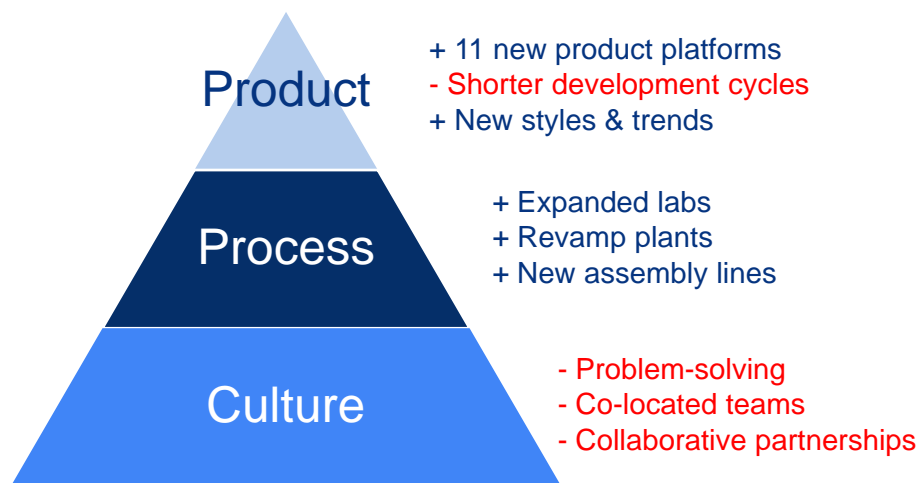 Product
+ 11 new product platforms
- Shorter development cycles
+ New styles & trends
Process
+ Expanded labs
+ Revamp plants
+ New assembly lines
Culture
- Problem-solving
- Co-located teams
- Collaborative partnerships